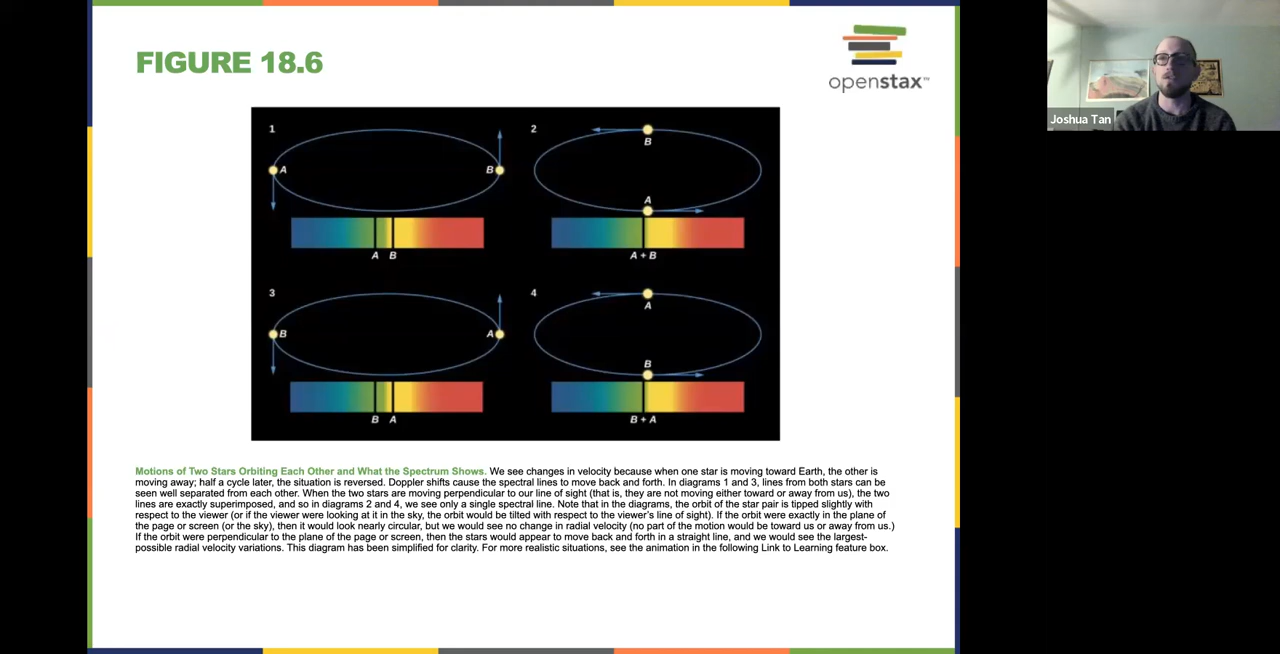 FIGURE 18.6
openstax™
Joshua Tan
1
A
B
A B
2
B
A
A + B
3
B
A
B A
4
A
B
B + A
Motions of Two Stars Orbiting Each Other and What the Spectrum Shows. We see changes in velocity because when one star is moving toward Earth, the other is
moving away; half a cycle later, the situation is reversed. Doppler shifts cause the spectral lines to move back and forth. In diagrams 1 and 3, lines from both stars can be
seen well separated from each other. When the two stars are moving perpendicular to our line of sight (that is, they are not moving either toward or away from us), the two
lines are exactly superimposed, and so in diagrams 2 and 4, we see only a single spectral line. Note that in the diagrams, the orbit of the star pair is tipped slightly with
respect to the viewer (or if the viewer were looking at it in the sky, the orbit would be tilted with respect to the viewer's line of sight). If the orbit were exactly in the plane of
the page or screen (or the sky), then it would look nearly circular, but we would see no change in radial velocity (no part of the motion would be toward us or away from us.)
If the orbit were perpendicular to the plane of the page or screen, then the stars would appear to move back and forth in a straight line, and we would see the largest-
possible radial velocity variations. This diagram has been simplified for clarity. For more realistic situations, see the animation in the following Link to Learning feature box.